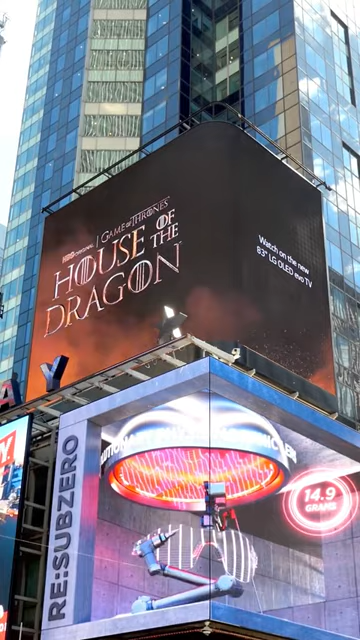 HBO ORIGINAL | GAME OF THRONES
HOUSE OF
THE
DRAGON
Watch on the new
83" LG OLED evo TV
AY
RE:SUBZERO
14.9
GRAMS